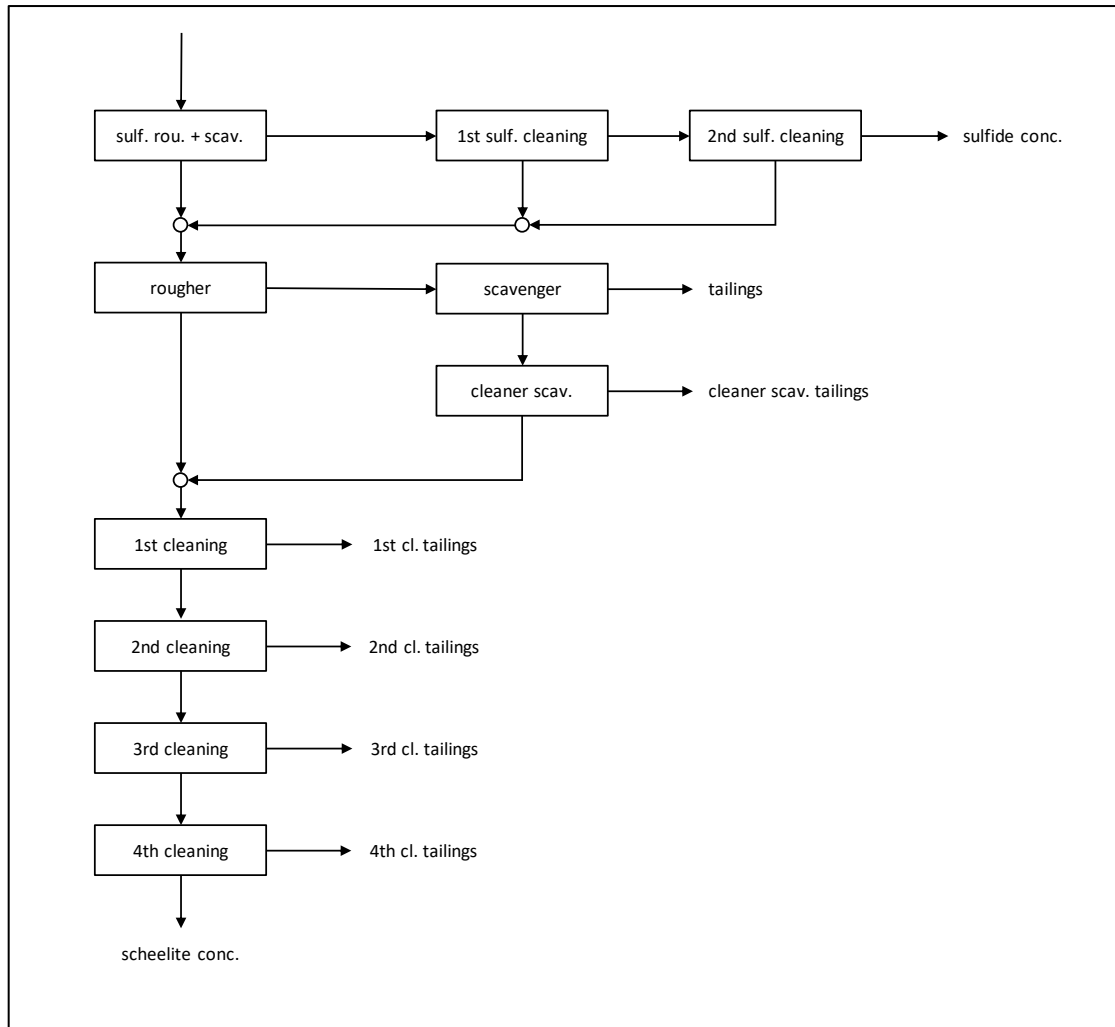 sulf. rou. + scav.
1st sulf. cleaning
2nd sulf. cleaning
sulfide conc.
rougher
scavenger
tailings
cleaner scav.
cleaner scav. tailings
1st cleaning
1st cl. tailings
2nd cleaning
2nd cl. tailings
3rd cleaning
3rd cl. tailings
4th cleaning
4th cl. tailings
scheelite conc.